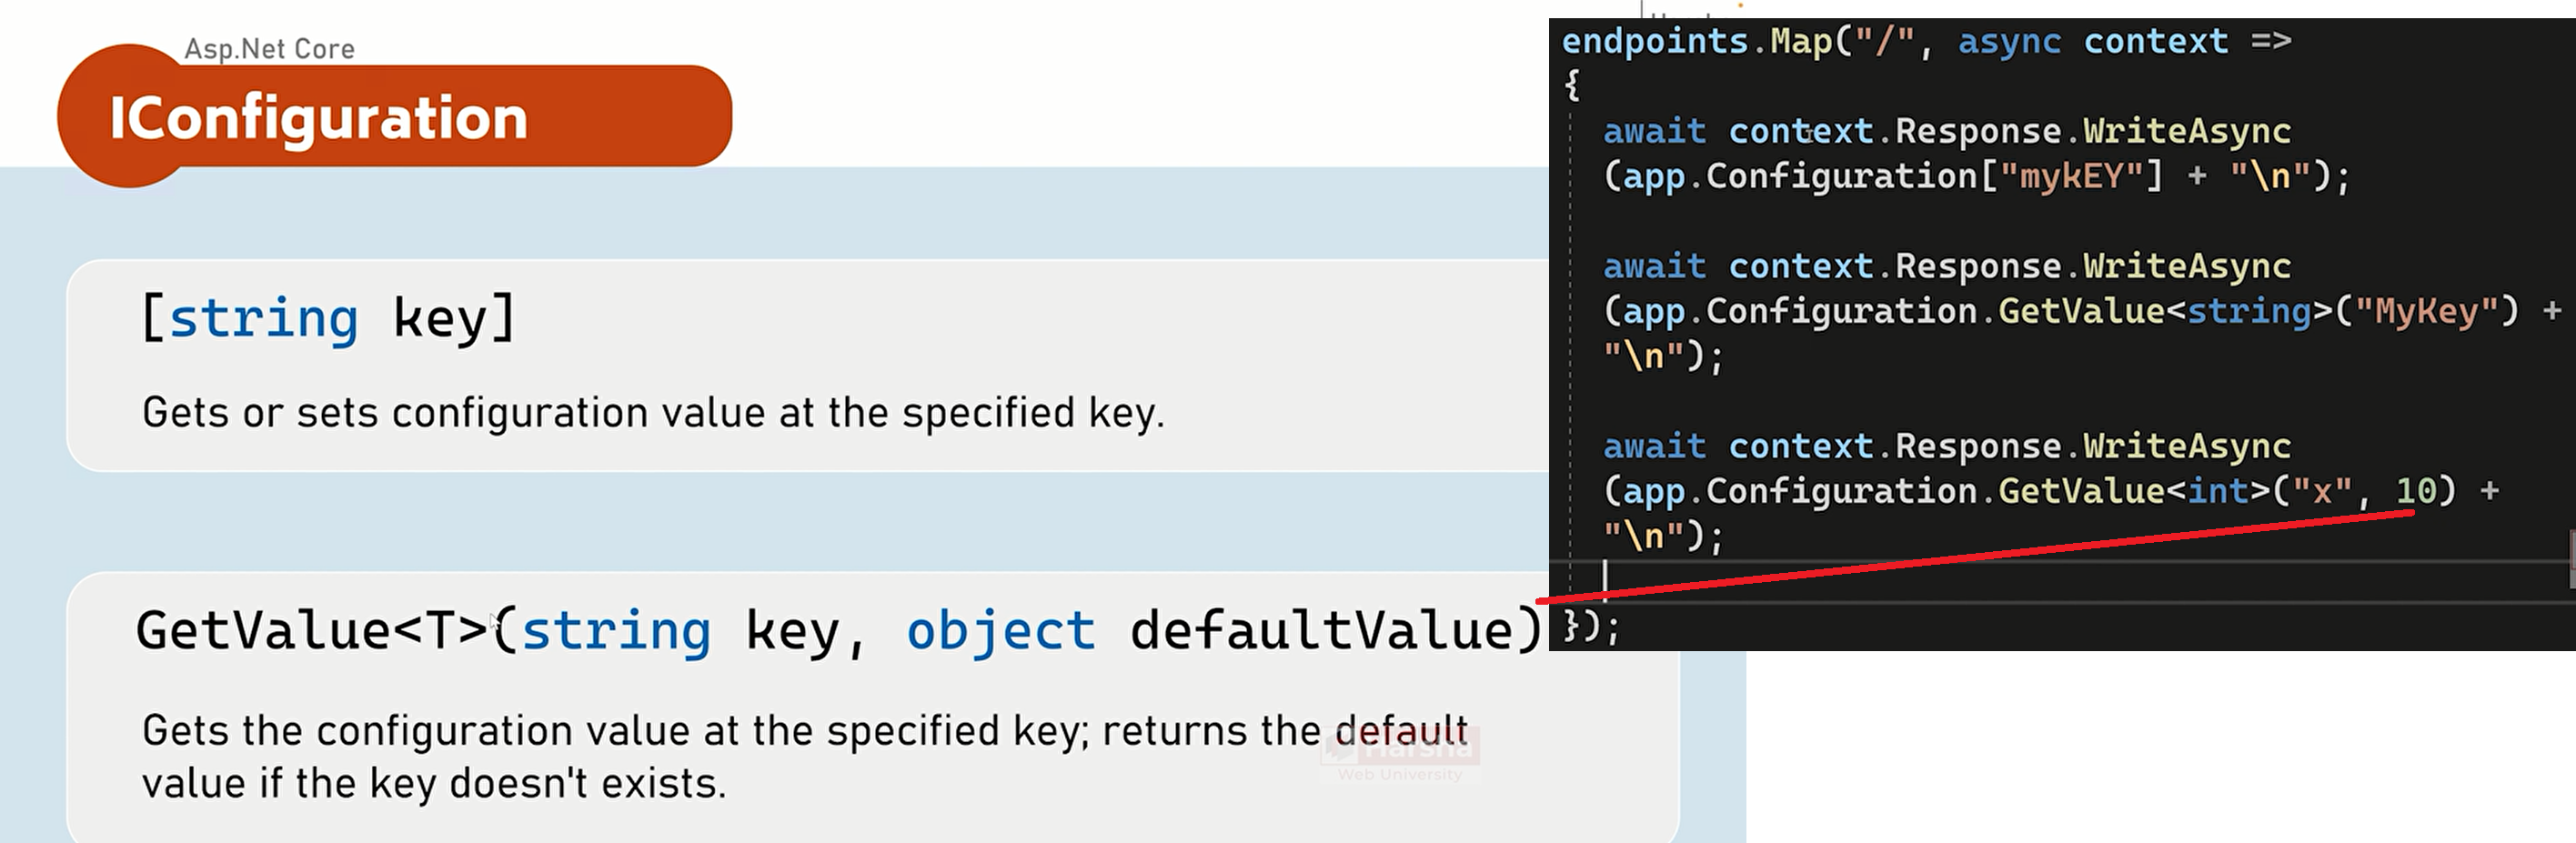 Asp.Net Core
IConfiguration
[string key]
Gets or sets configuration value at the specified key.
GetValue<T>(string key, object defaultValue)
Gets the configuration value at the specified key; returns the default
value if the key doesn't exists.
Harsha
Web University
endpoints.Map("/", async context =>
{
await context.Response.WriteAsync
(app.Configuration["mykEY"] + "\n");
await context.Response.WriteAsync
(app.Configuration.GetValue<string>("MyKey") +
"\n");
await context.Response.WriteAsync
(app.Configuration.GetValue<int>("x", 10) +
"\n");
});